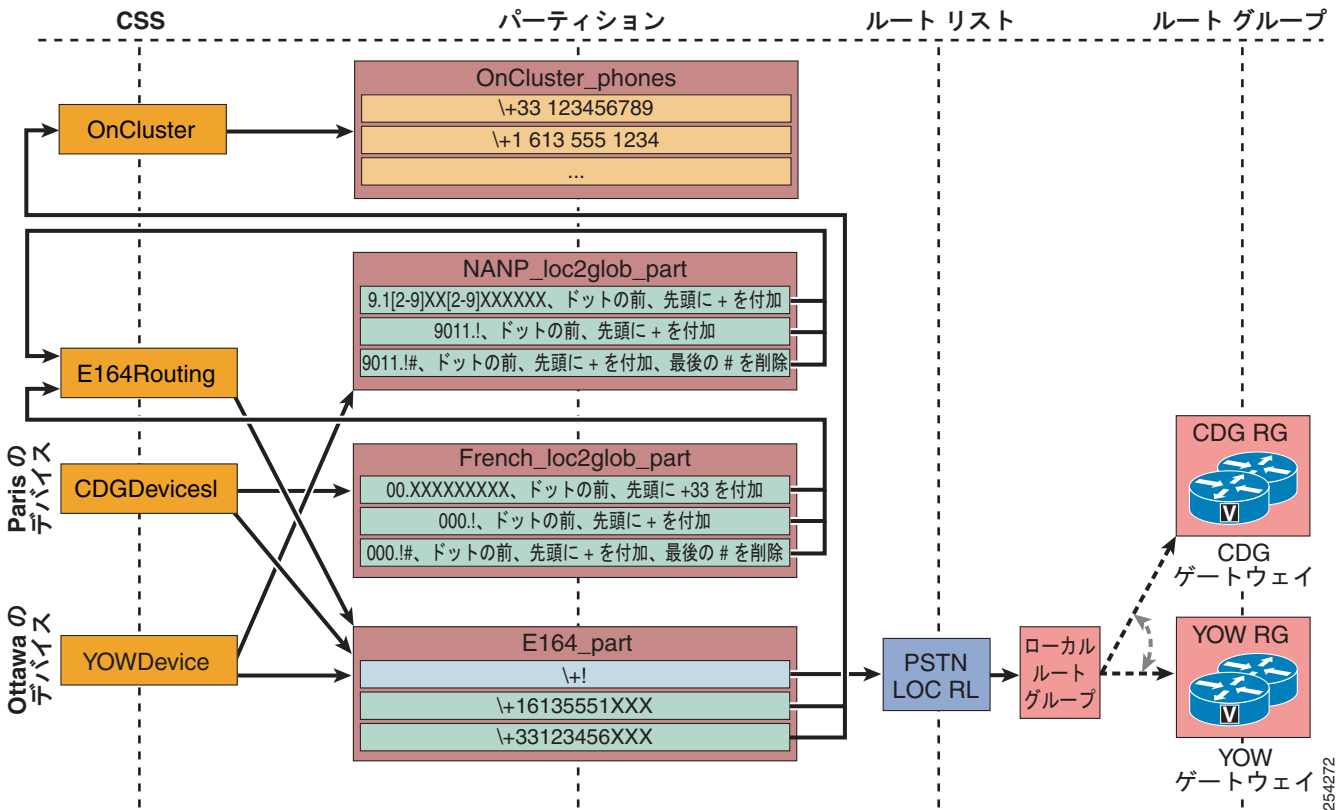 CSS
パーティション
ルート リスト
ルート グループ
OnCluster
OnCluster_phones
\+33 123456789
\+1 613 555 1234
...
NANP_loc2glob_part
9.1[2-9]XX[2-9]XXXXXX、ドットの前、先頭に + を付加
9011.!、ドットの前、先頭に + を付加
9011.!#、ドットの前、先頭に + を付加、最後の # を削除
E164Routing
Paris の
デバイス
CDGDevicesI
French_loc2glob_part
00.XXXXXXXXX、ドットの前、先頭に +33 を付加
000.!、ドットの前、先頭に + を付加
000.!#、ドットの前、先頭に + を付加、最後の # を削除
Ottawa の
デバイス
YOWDevice
E164_part
\+!
\+16135551XXX
\+33123456XXX
PSTN
LOC RL
ローカル
ルート
グループ
CDG RG
V
CDG
ゲートウェイ
YOW RG
V
YOW
ゲートウェイ
254272